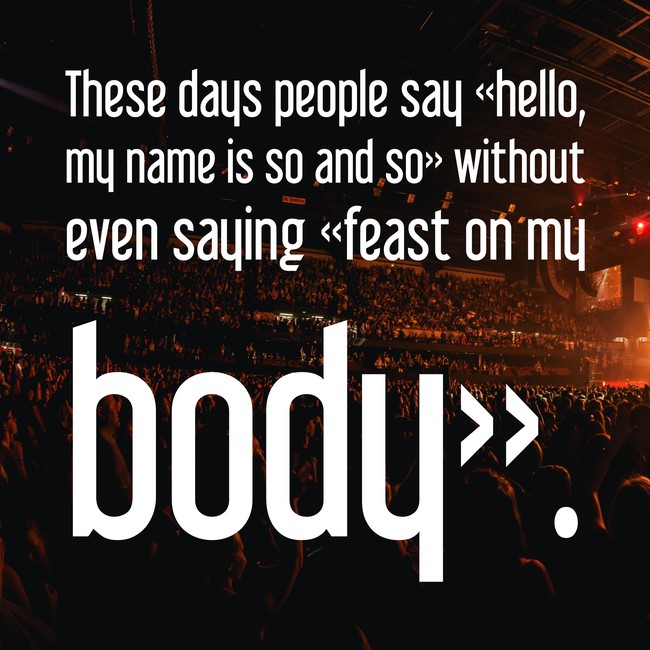 These days people say «hello,
my name is so and so» without
even saying «feast on my
body».